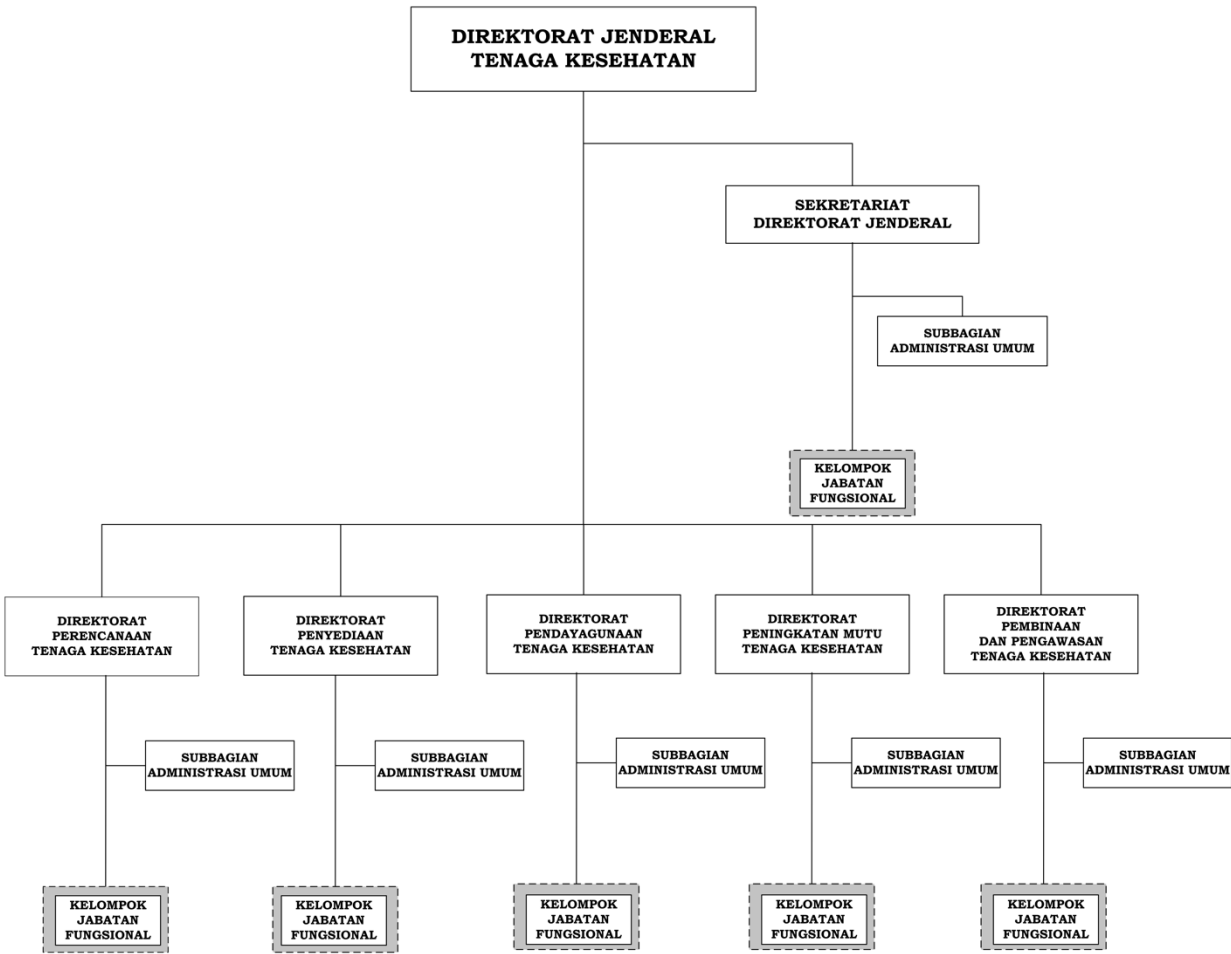 DIREKTORAT JENDERAL
TENAGA KESEHATAN
SEKRETARIAT
DIREKTORAT JENDERAL
SUBBAGIAN
ADMINISTRASI UMUM
KELOMPOK
JABATAN
FUNGSIONAL
DIREKTORAT
PERENCANAAN
TENAGA KESEHATAN
DIREKTORAT
PENYEDIAAN
TENAGA KESEHATAN
DIREKTORAT
PENDAYAGUNAAN
TENAGA KESEHATAN
DIREKTORAT
PENINGKATAN MUTU
TENAGA KESEHATAN
DIREKTORAT
PEMBINAAN
DAN PENGAWASAN
TENAGA KESEHATAN
SUBBAGIAN
ADMINISTRASI UMUM
SUBBAGIAN
ADMINISTRASI UMUM
SUBBAGIAN
ADMINISTRASI UMUM
SUBBAGIAN
ADMINISTRASI UMUM
SUBBAGIAN
ADMINISTRASI UMUM
KELOMPOK
JABATAN
FUNGSIONAL
KELOMPOK
JABATAN
FUNGSIONAL
KELOMPOK
JABATAN
FUNGSIONAL
KELOMPOK
JABATAN
FUNGSIONAL
KELOMPOK
JABATAN
FUNGSIONAL